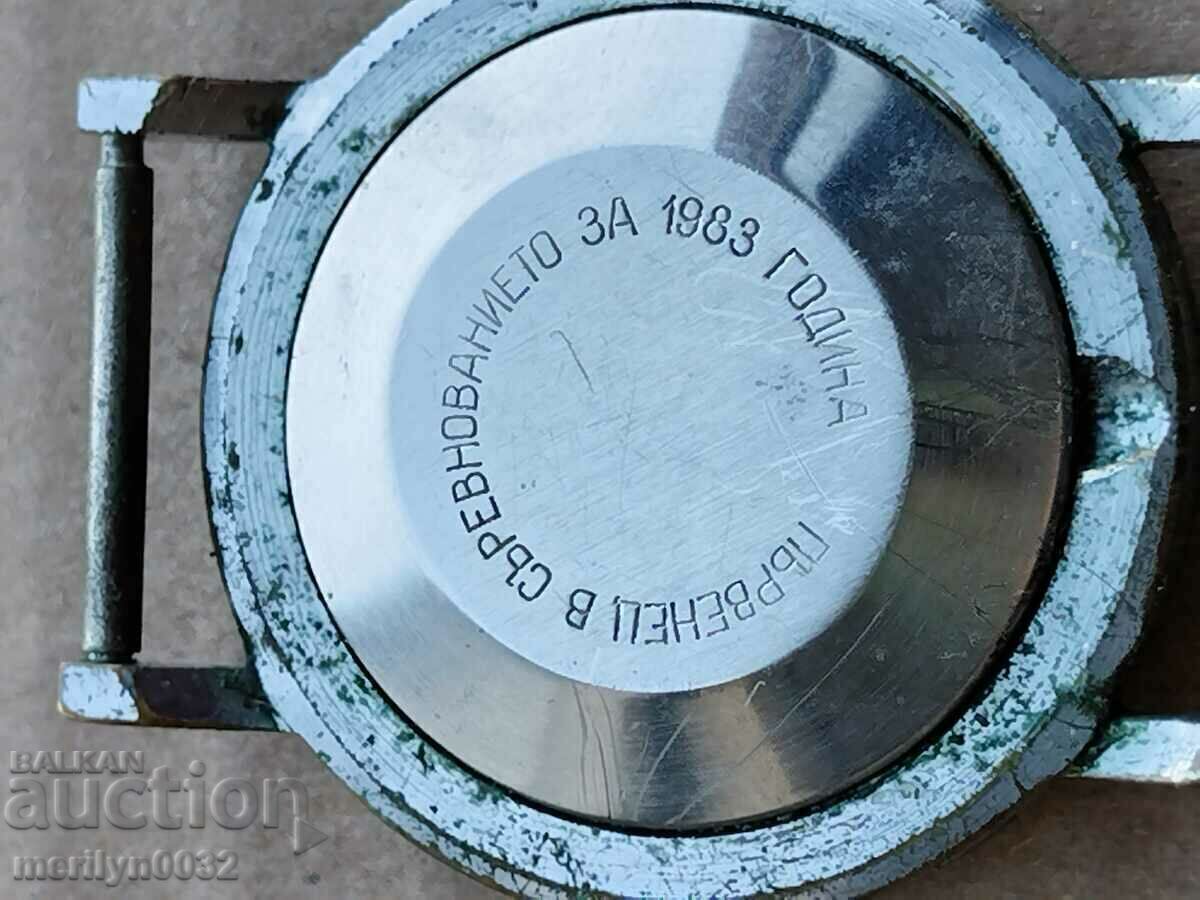 ПЪРВЕНЕЦ В СЪРЕВНОВАНИЕТО ЗА 1983 ГОДИНА
BALKAN
auction
merilyn0032